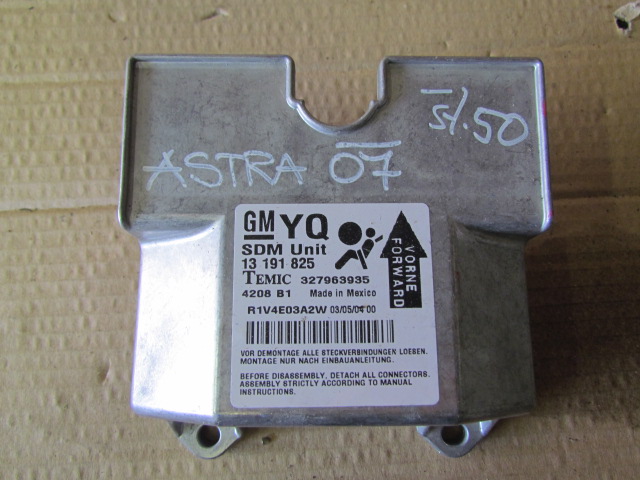 sl.50
ASTRA 07
GM YQ
SDM Unit
13 191 825
TEMIC 327963935
4208 B1 Made in Mexico
R1V4E03A2W 03/05/04 00
VORNE
FORWARD
VOR DEMONTAGE ALLE STECKVERBINDUNGEN LOESEN.
MONTAGE NUR NACH EINBAUANLEITUNG.
BEFORE DISASSEMBLY, DETACH ALL CONNECTORS.
ASSEMBLY STRICTLY ACCORDING TO MANUAL
INSTRUCTIONS.